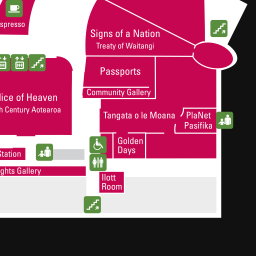 spresso
Signs of a Nation
Treaty of Waitangi
Passports
Community Gallery
lice of Heaven
h Century Aotearoa
Tangata o le Moana
PlaNet
Pasifika
Golden
Days
Station
ights Gallery
Ilott
Room